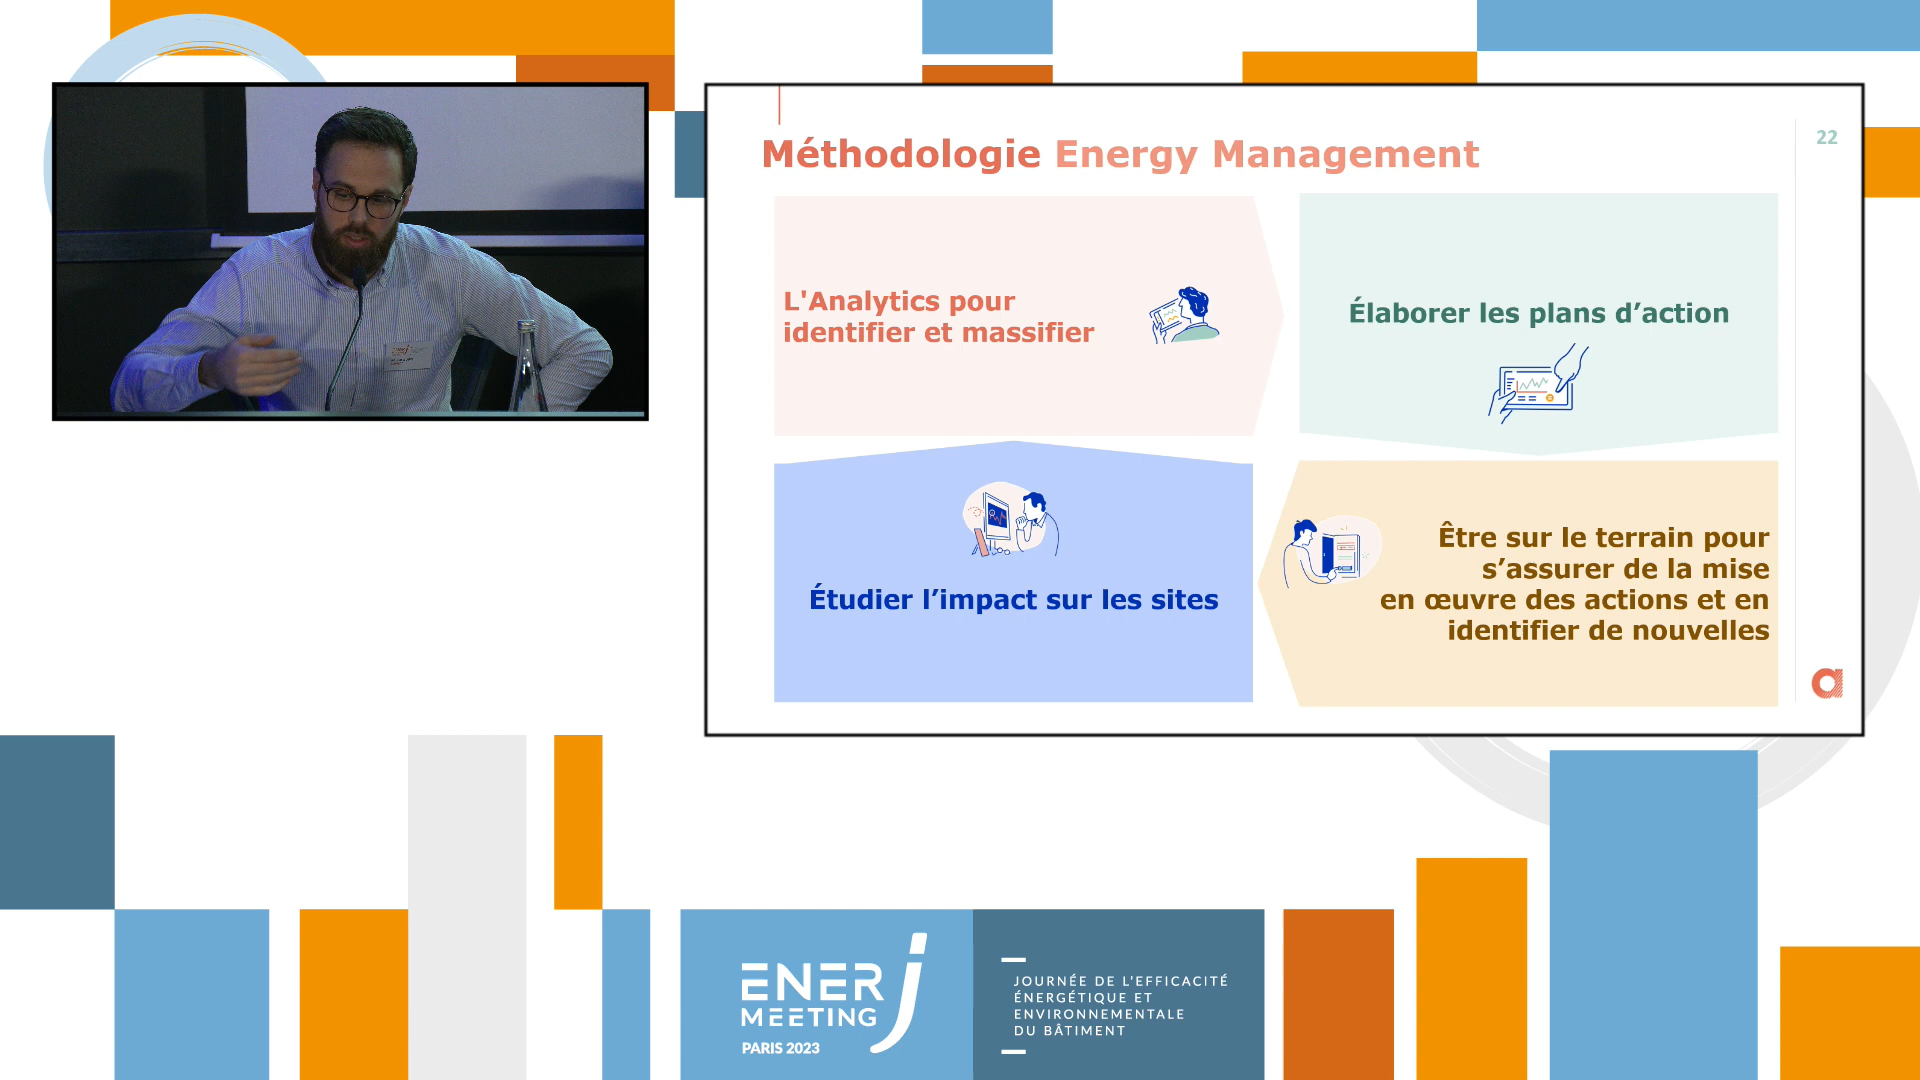 Méthodologie Energy Management
22
L'Analytics pour
identifier et massifier
Élaborer les plans d’action
Étudier l’impact sur les sites
Être sur le terrain pour
s’assurer de la mise
en œuvre des actions et en
identifier de nouvelles
ENER j
MEETING
PARIS 2023
JOURNÉE DE L’EFFICACITÉ
ÉNERGÉTIQUE ET
ENVIRONNEMENTALE
DU BÂTIMENT